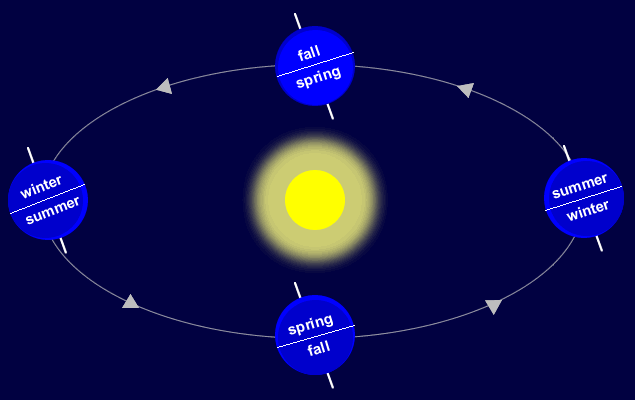 fall
spring
winter
summer
summer
winter
spring
fall